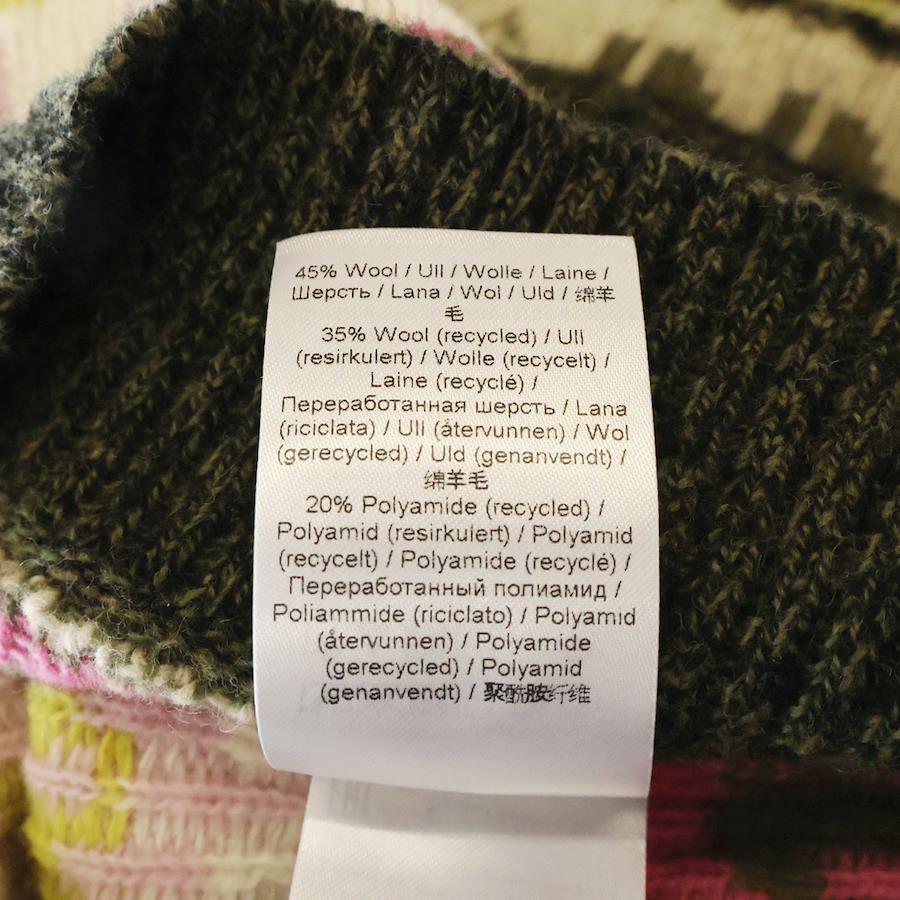 45% Wool / Ull / Wolle / Laine /
Шерсть / Lana / Wol / Uld / 绵羊
毛
35% Wool (recycled) / Ull
(resirkulert) / Wolle (recycelt) /
Laine (recyclé) /
Переработанная шерсть / Lana
(riciclata) / Ull (återvunnen) / Wol
(gerecycled) / Uld (genanvendt) /
绵羊毛
20% Polyamide (recycled) /
Polyamid (resirkulert) / Polyamid
(recycelt) / Polyamide (recyclé) /
Переработанный полиамид /
Poliammide (riciclato) / Polyamid
(återvunnen) / Polyamide
(gerecycled) / Polyamid
(genanvendt) / 聚酰胺纤维